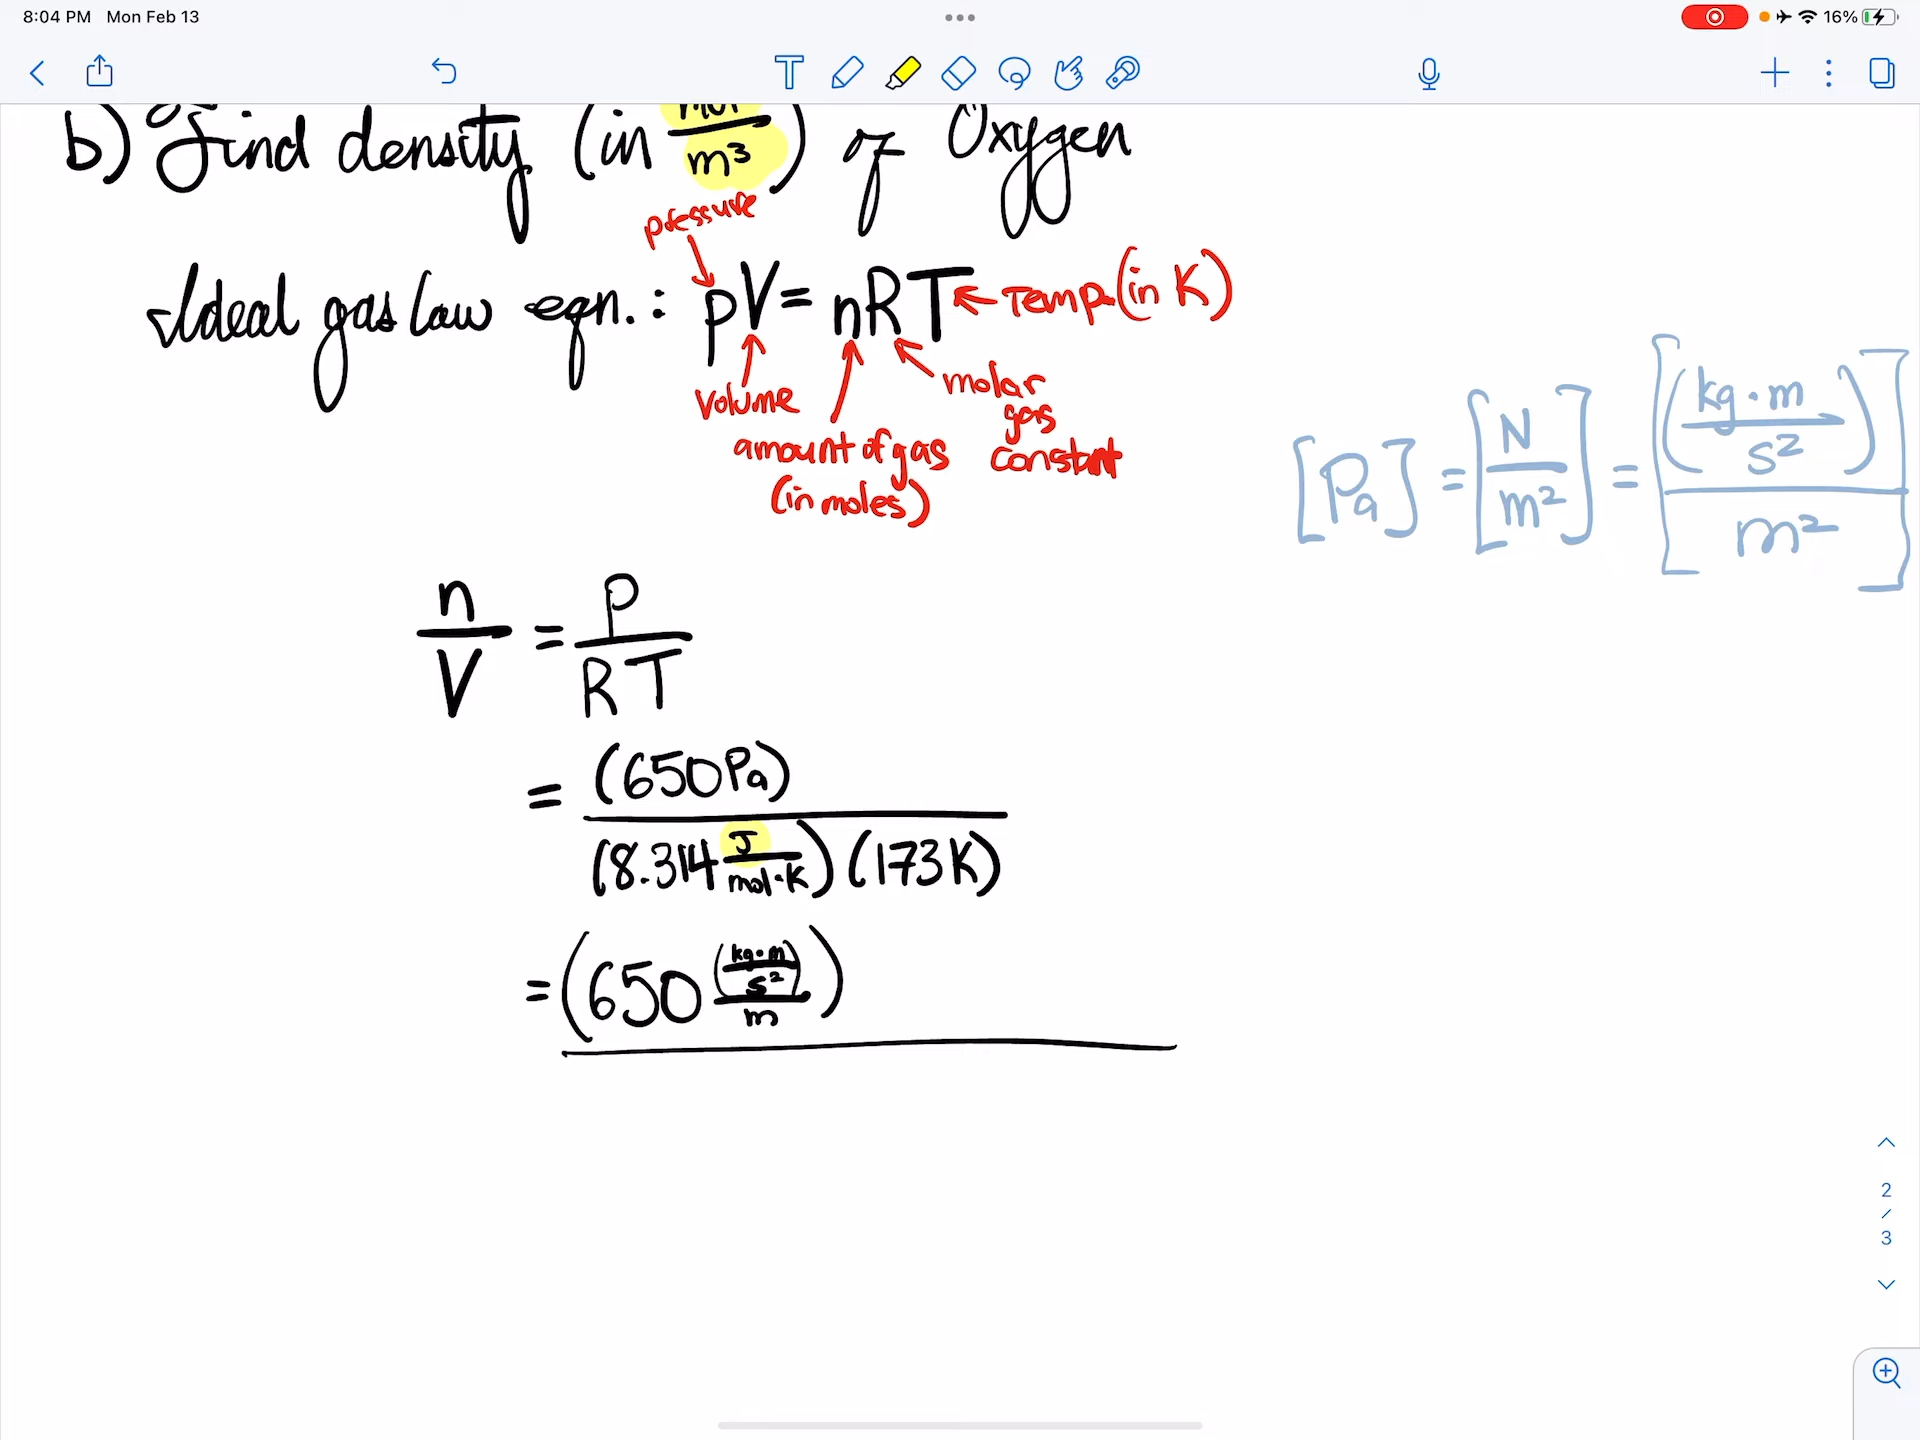 8:04 PM Mon Feb 13
16%
T
b) Find density (in mol/m³) of Oxygen
pressure
Ideal gas law eqn.: pV = nRT ← Temp. (in K)
volume
molar gas constant
amount of gas (in moles)
[Pa] = [N/m²] = [(kg·m/s²)/m²]
n/V = P/RT
= (650Pa)/(8.314 J/mol·K)(173K)
= (650 (kg·m/s²)/m)
2
/
3